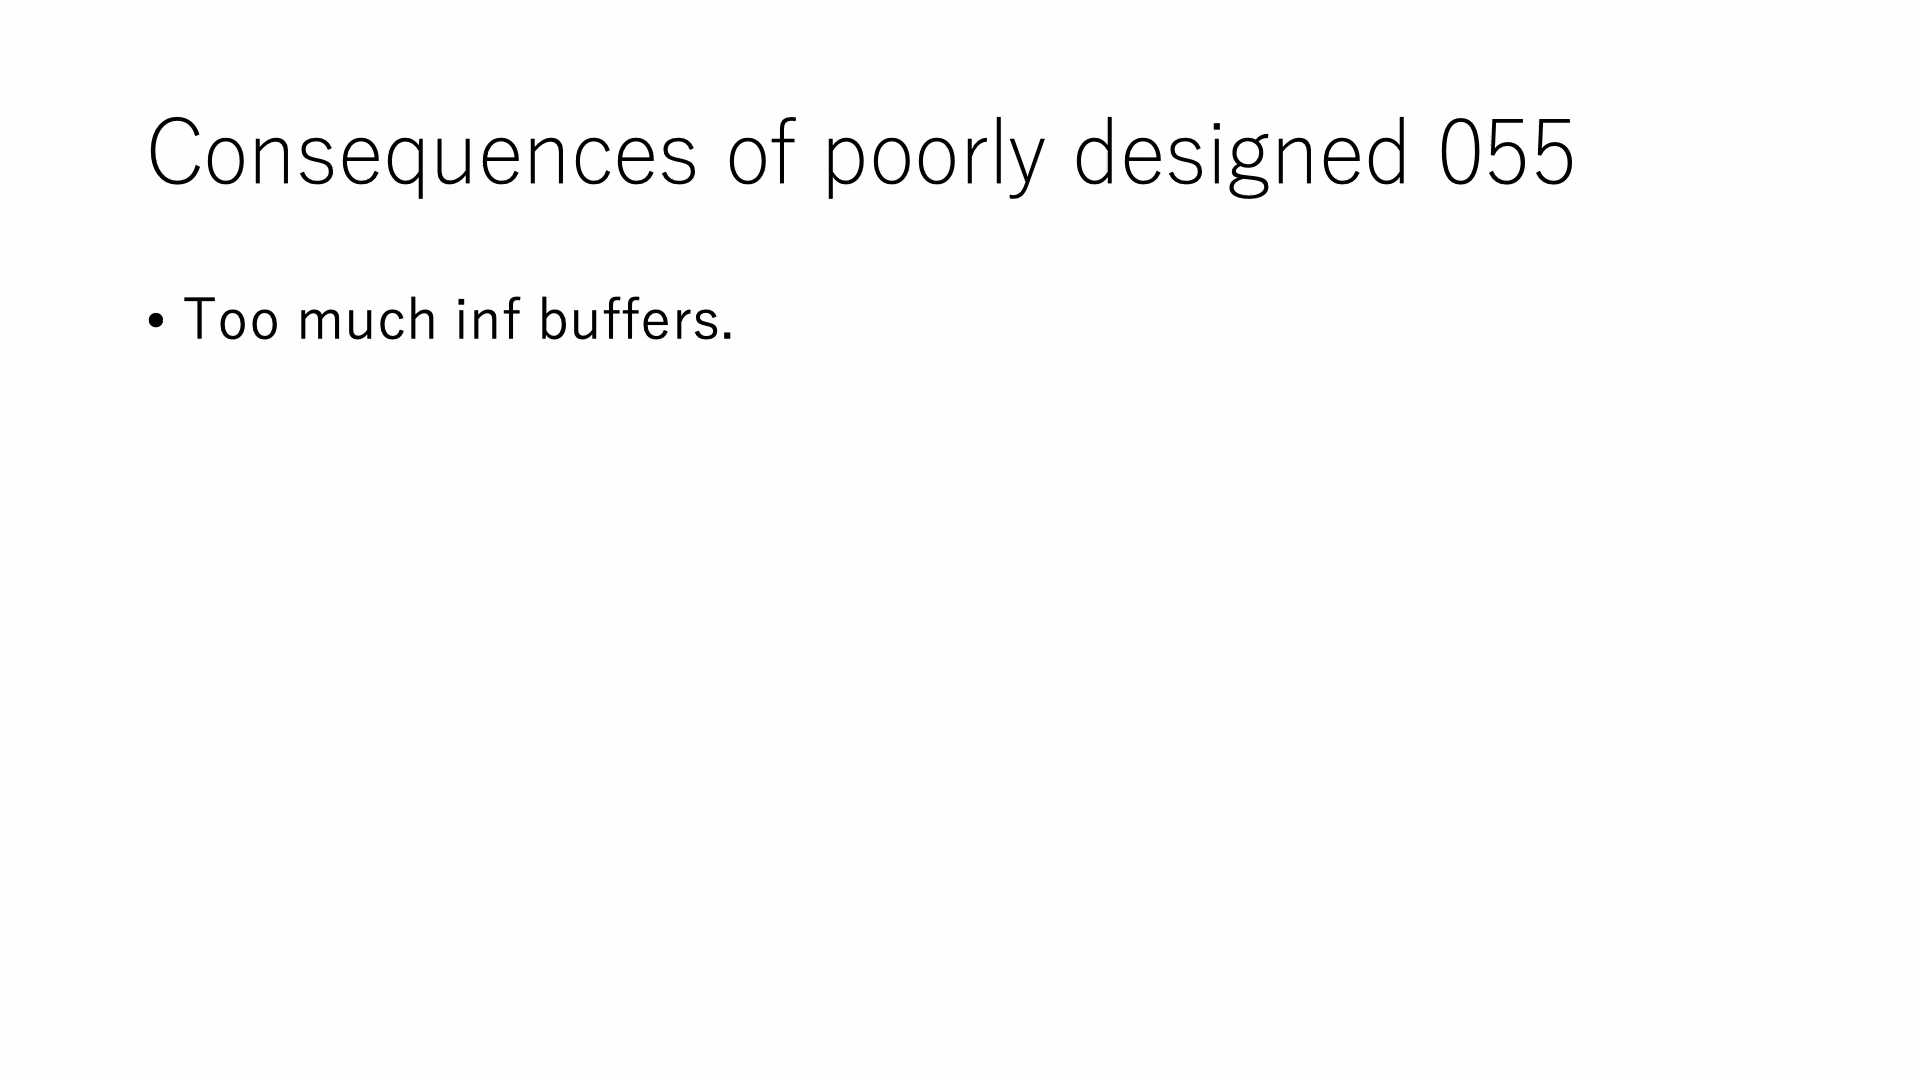 Consequences of poorly designed 055
• Too much inf buffers.